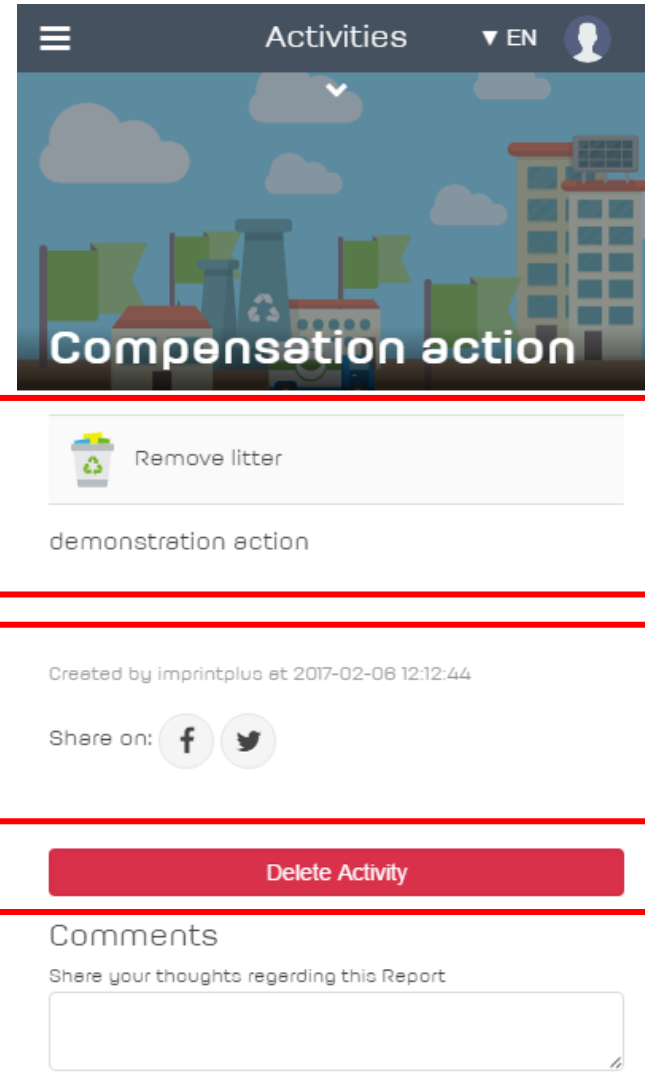 Activities
▼ EN
Compensation action
Remove litter
demonstration action
Created by imprintplus at 2017-02-06 12:12:44
Share on:
Delete Activity
Comments
Share your thoughts regarding this Report